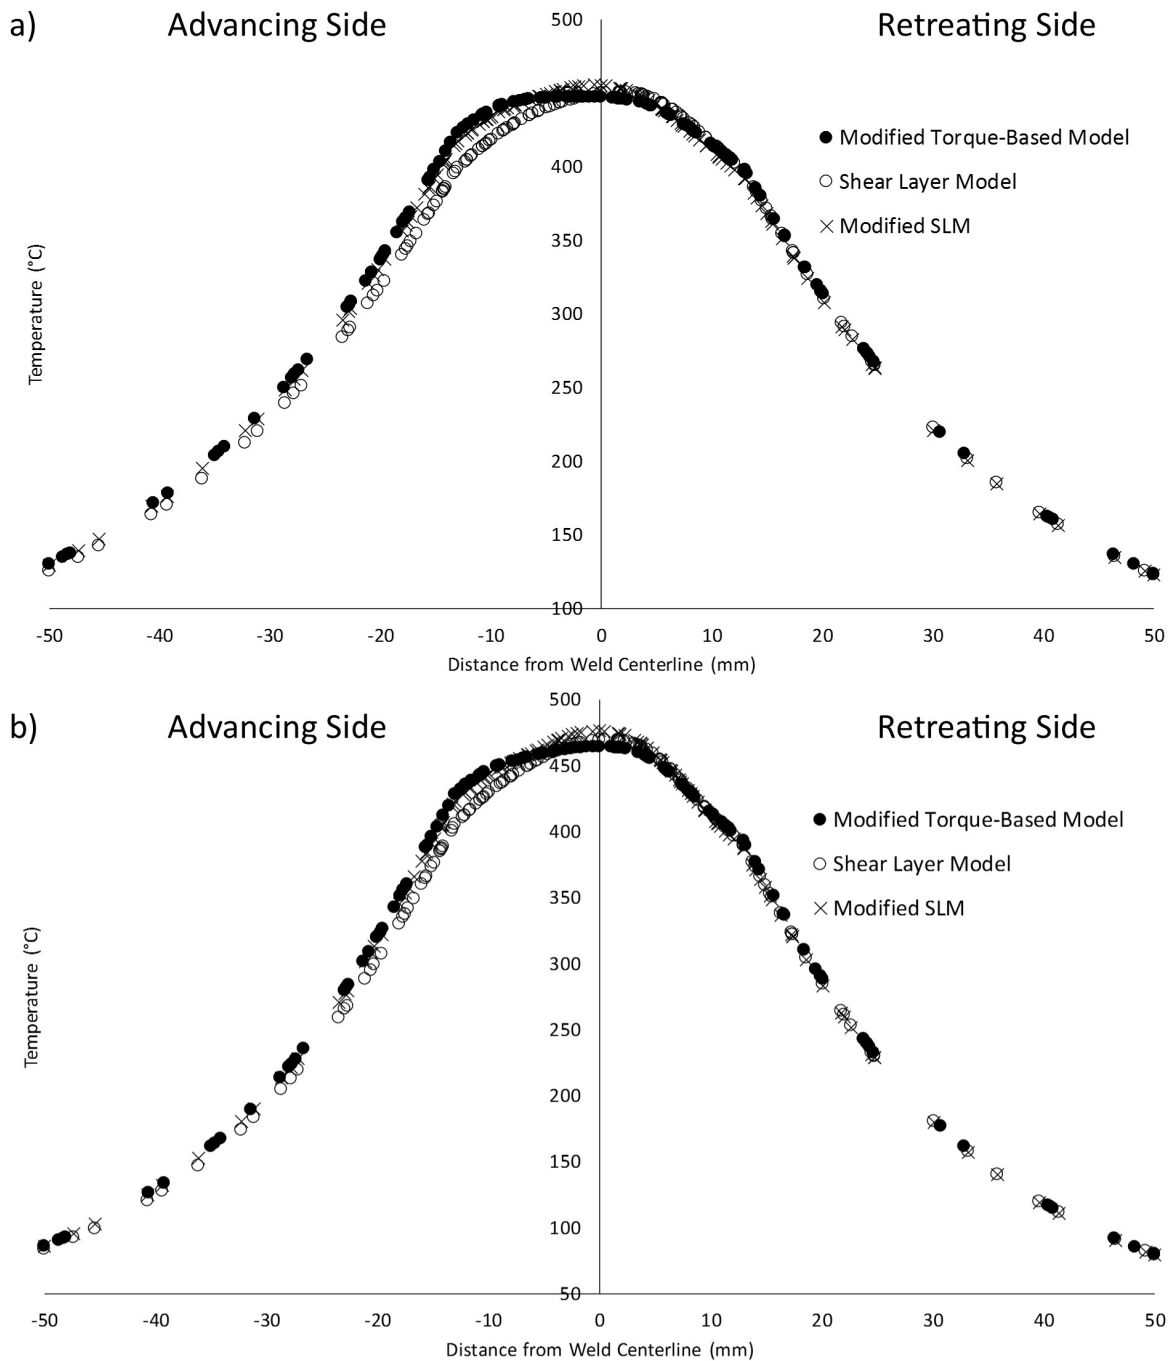 a)
Advancing Side
500
Retreating Side
Modified Torque-Based Model
400
Shear Layer Model
Modified SLM
350
Temperature (°C)
300
250
200
150
100
-50 -40 -30 -20 -10 0 10 20 30 40 50
Distance from Weld Centerline (mm)
500
b)
Advancing Side
Retreating Side
450
Modified Torque-Based Model
400
Shear Layer Model
350
Modified SLM
Temperature (°C)
300
250
200
150
100
50
-50 -40 -30 -20 -10 0 10 20 30 40 50
Distance from Weld Centerline (mm)